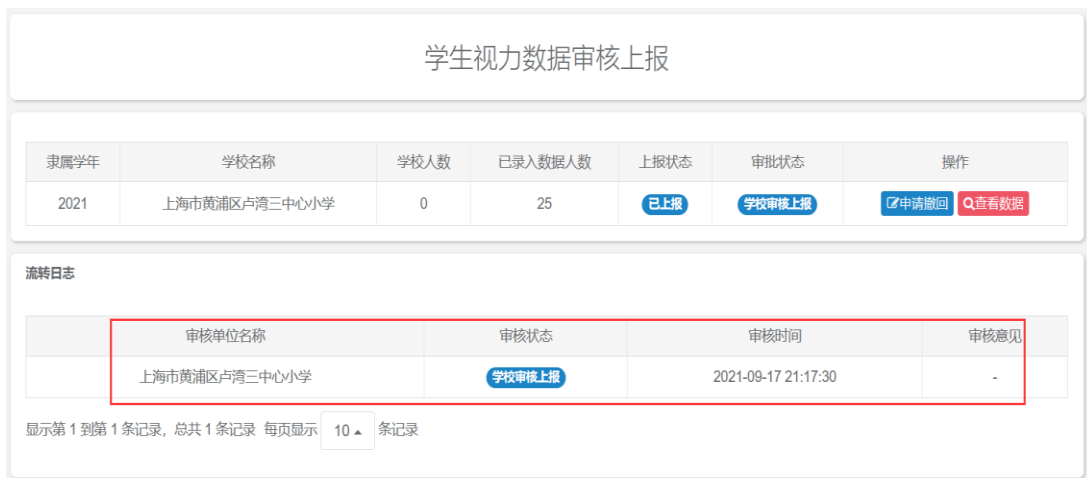 学生视力数据审核上报
隶属学年 学校名称 学校人数 已录入数据人数 上报状态 审批状态 操作
2021 上海市黄浦区卢湾三中心小学 0 25 已上报 学校审核上报 申请撤回 查看数据
流转日志
审核单位名称 审核状态 审核时间 审核意见
上海市黄浦区卢湾三中心小学 学校审核上报 2021-09-17 21:17:30 -
显示第 1 到第 1 条记录，总共 1 条记录 每页显示 10 条记录